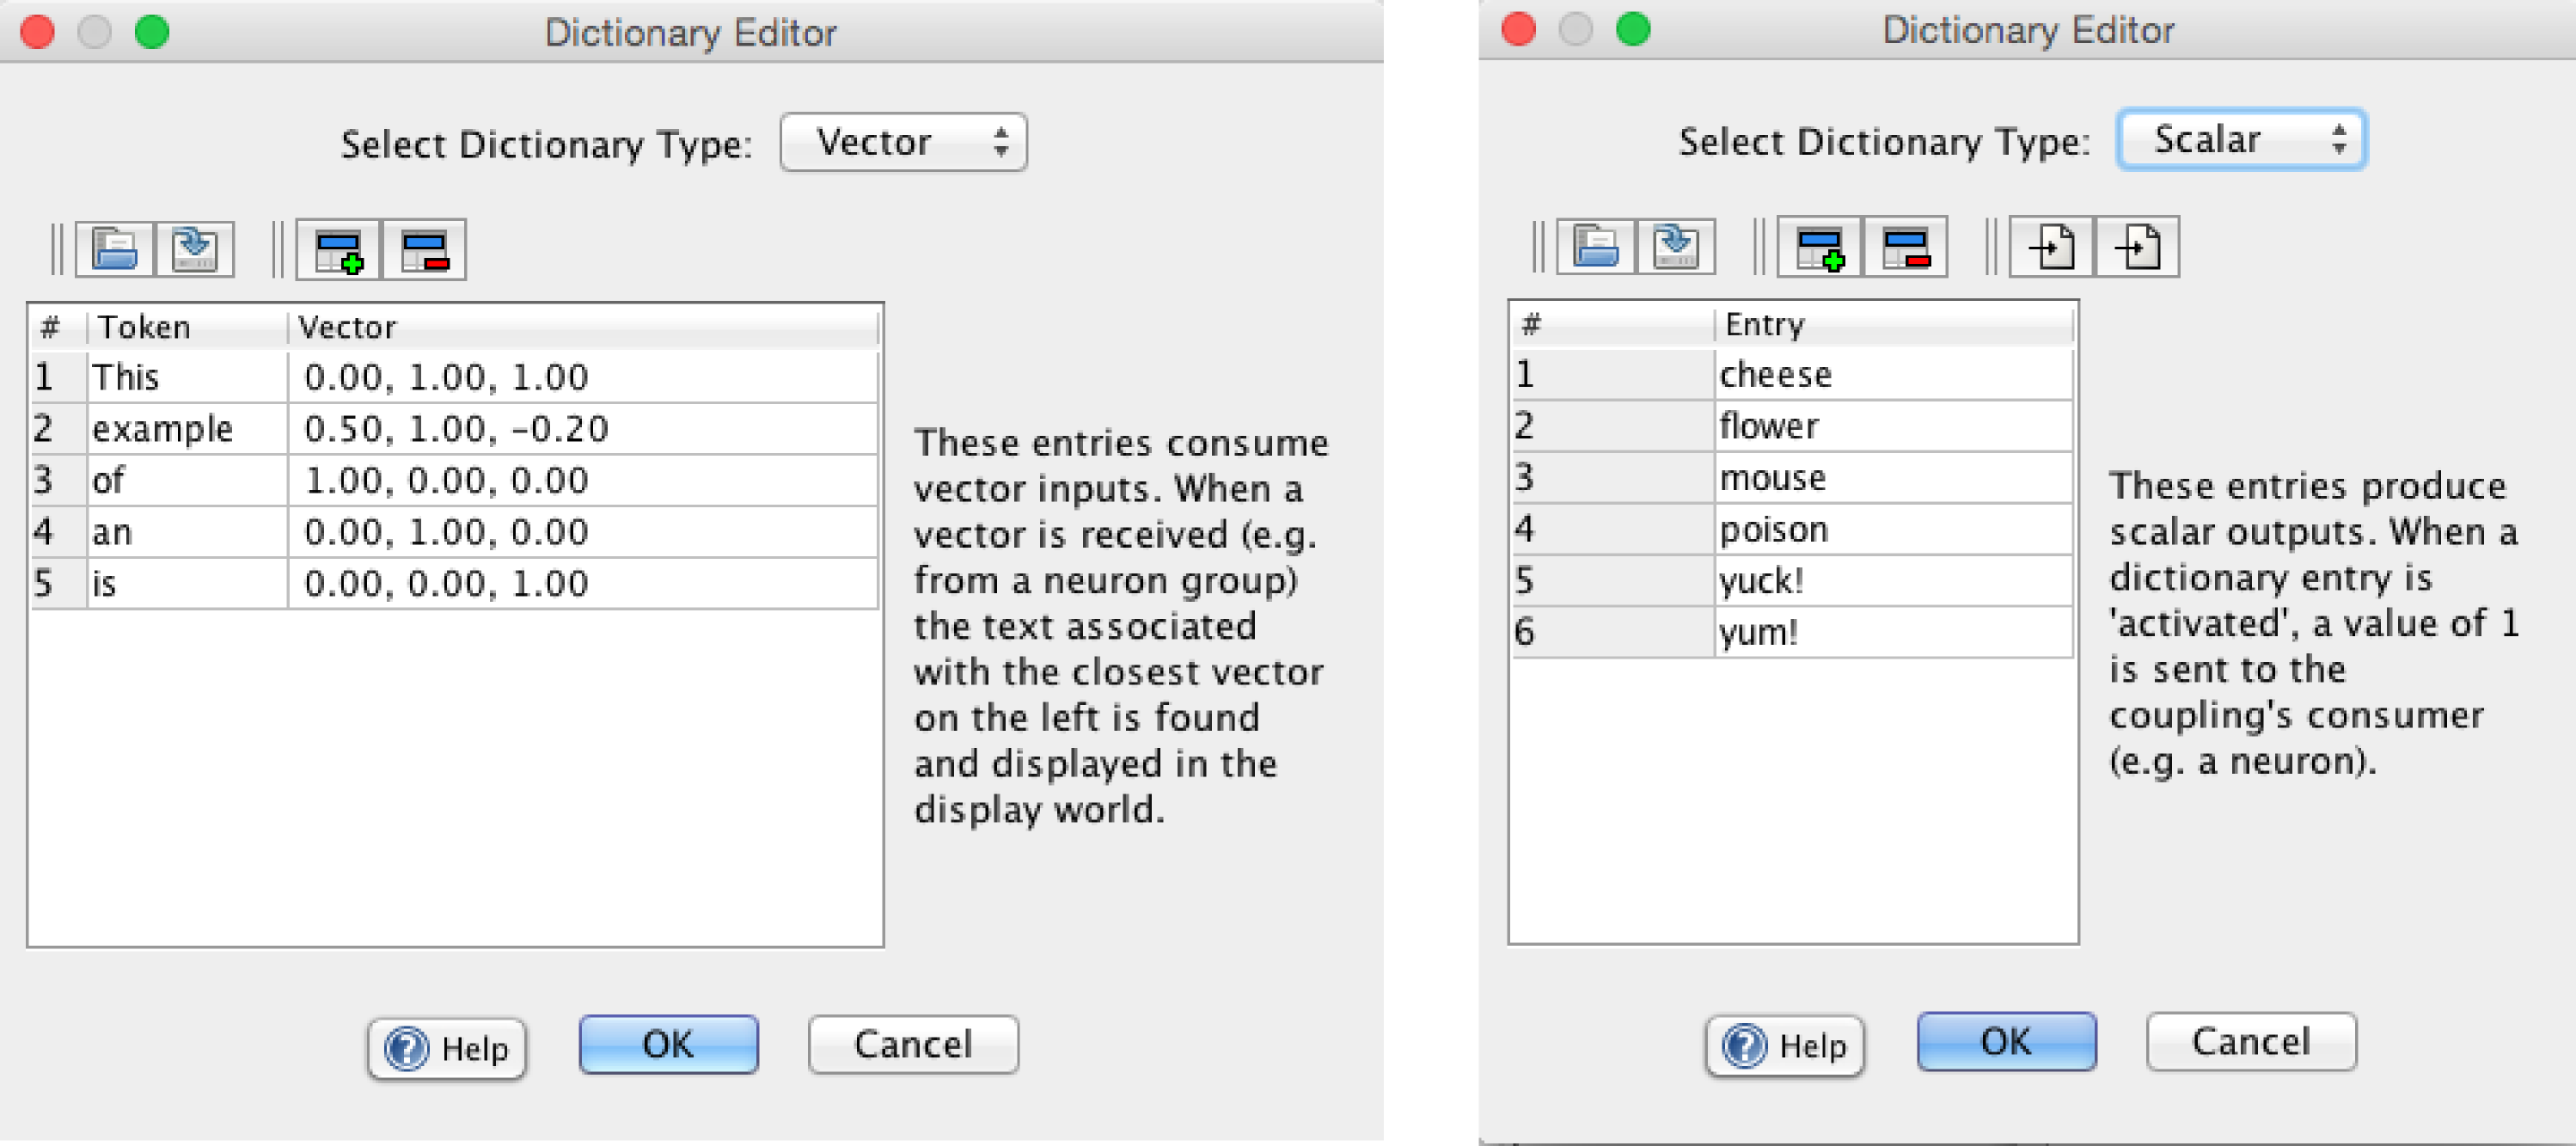 Dictionary Editor
Select Dictionary Type: Vector
# Token Vector
1 This 0.00, 1.00, 1.00
2 example 0.50, 1.00, -0.20
3 of 1.00, 0.00, 0.00
4 an 0.00, 1.00, 0.00
5 is 0.00, 0.00, 1.00
These entries consume
vector inputs. When a
vector is received (e.g.
from a neuron group)
the text associated
with the closest vector
on the left is found
and displayed in the
display world.
? Help OK Cancel
Dictionary Editor
Select Dictionary Type: Scalar
# Entry
1 cheese
2 flower
3 mouse
4 poison
5 yuck!
6 yum!
These entries produce
scalar outputs. When a
dictionary entry is
'activated', a value of 1
is sent to the
coupling's consumer
(e.g. a neuron).
? Help OK Cancel